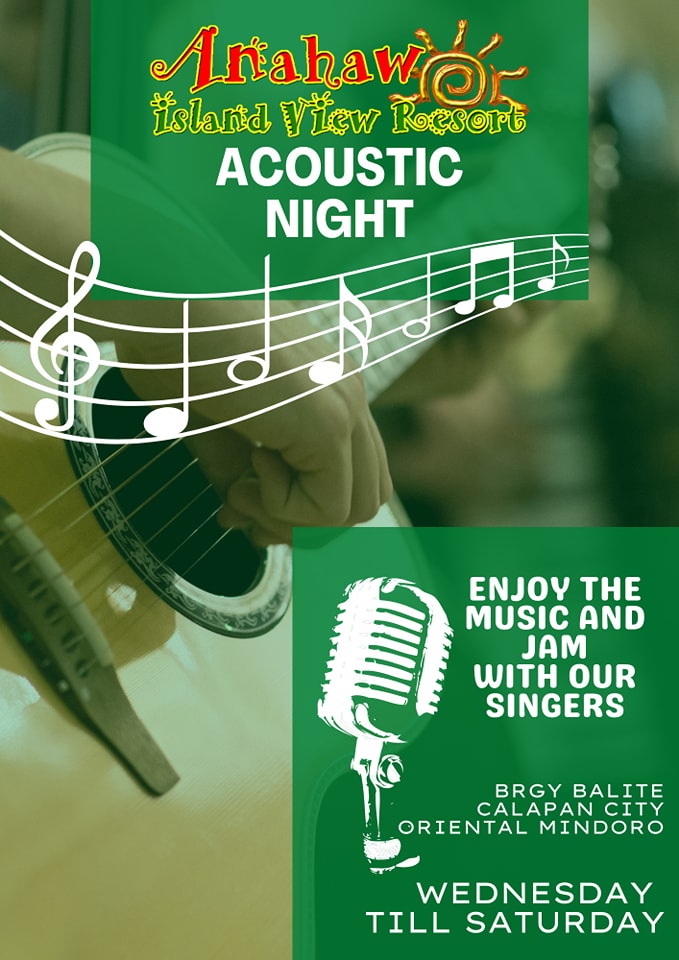 Anahaw
island View Resort
ACOUSTIC
NIGHT
ENJOY THE
MUSIC AND
JAM
WITH OUR
SINGERS
BRGY BALITE
CALAPAN CITY
ORIENTAL MINDORO
WEDNESDAY
TILL SATURDAY